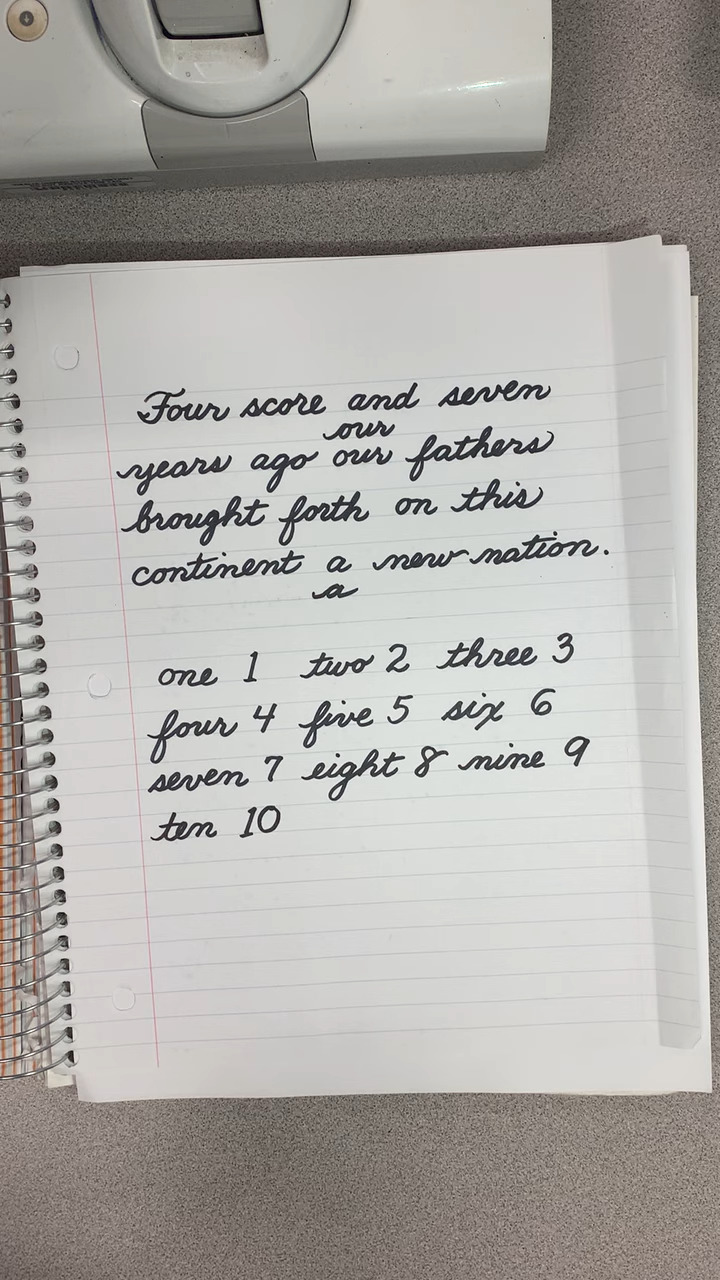 Four score and seven
our
years ago our fathers
brought forth on this
continent a new nation.
a
one 1 two 2 three 3
four 4 five 5 six 6
seven 7 eight 8 nine 9
ten 10